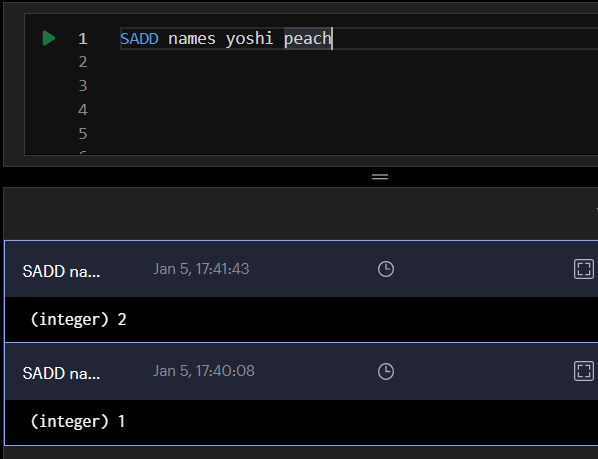 1 SADD names yoshi peach
2
3
4
5
SADD na... Jan 5, 17:41:43
(integer) 2
SADD na... Jan 5, 17:40:08
(integer) 1